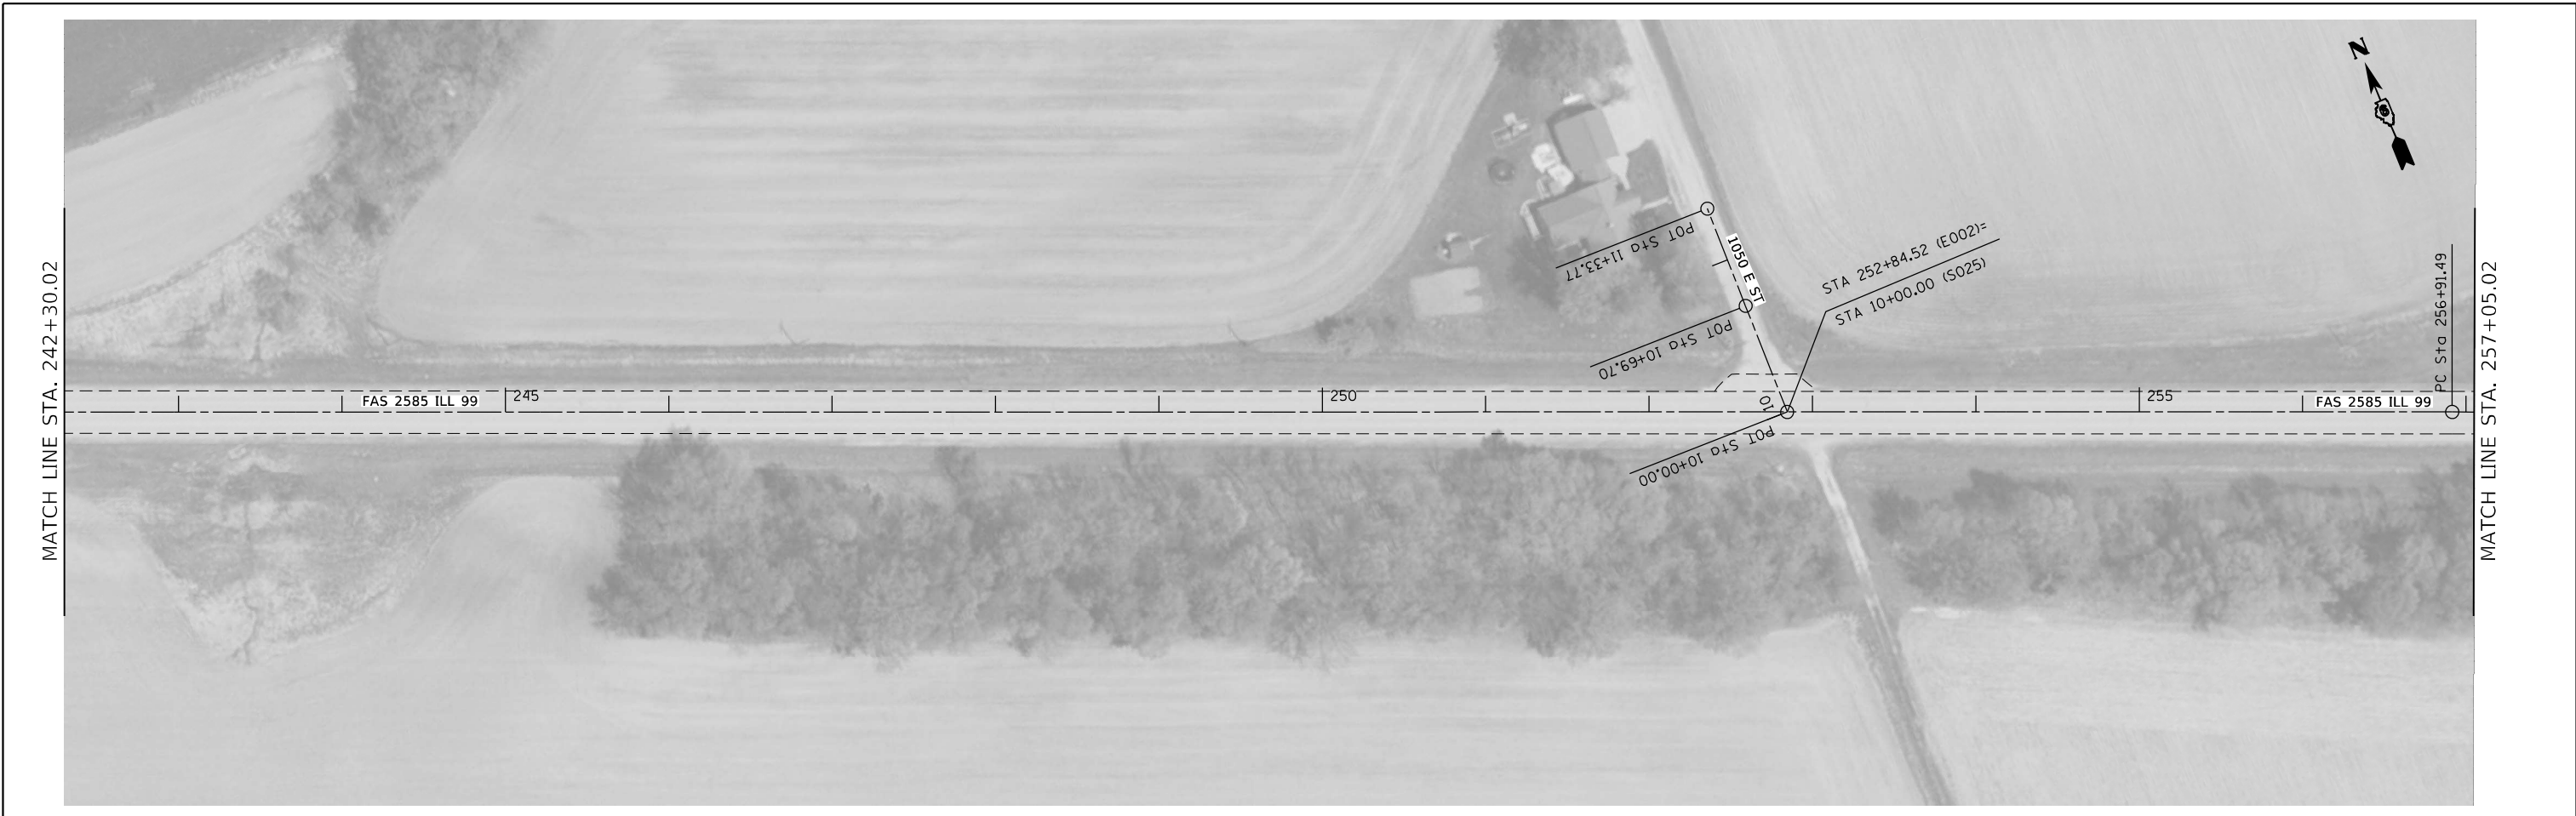 N
MATCH LINE STA. 242+30.02
POT Sta 11+33.77
1050 E ST
STA 252+84.52 (E002)=
STA 10+00.00 (S025)
POT Sta 10+69.70
PC Sta 256+91.49
MATCH LINE STA. 257+05.02
FAS 2585 ILL 99
245
250
10
255
FAS 2585 ILL 99
POT Sta 10+00.00